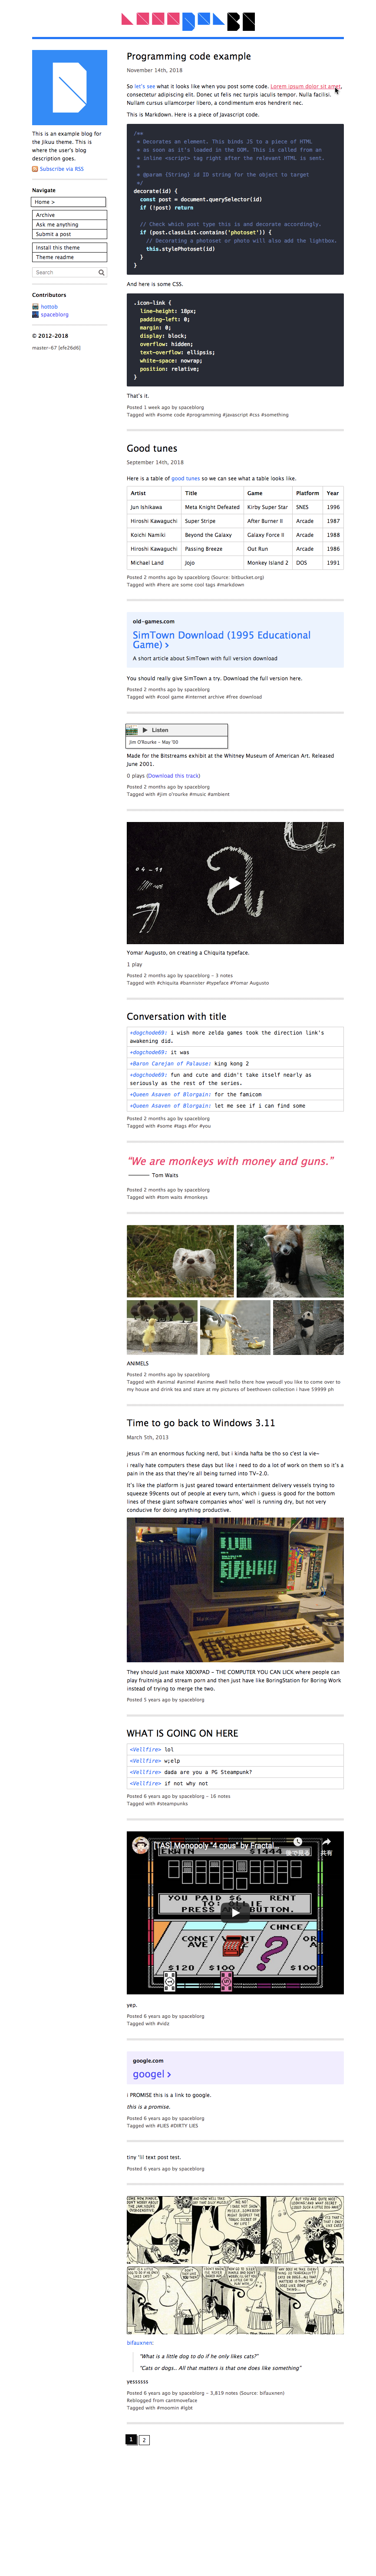 Programming code example
November 14th, 2018
So let's see what it looks like when you post some code. Lorem ipsum dolor sit amet,
consectetur adipiscing elit. Donec ut felis nec turpis iaculis tempor. Nulla facilisi.
Nullam cursus ullamcorper libero, a condimentum eros hendrerit nec.
This is Markdown. Here is a piece of Javascript code.
/**
* Decorates an element. This binds JS to a piece of HTML
* as soon as it's loaded in the DOM. This is called from an
* inline <script> tag right after the relevant HTML is sent.
*
* @param {String} id ID string for the object to target
*/
decorate(id) {
const post = document.querySelector(id)
if (!post) return
// Check which post type this is and decorate accordingly.
if (post.classList.contains('photoset')) {
// Decorating a photoset or photo will also add the lightbox.
this.stylePhotoset(id)
}
}
And here is some CSS.
.icon-link {
line-height: 18px;
padding-left: 0;
margin: 0;
display: block;
overflow: hidden;
text-overflow: ellipsis;
white-space: nowrap;
position: relative;
}
That's it.
Posted 1 week ago by spaceblorg
Tagged with #some code #programming #javascript #css #something
This is an example blog for
the Jikuu theme. This is
where the user's blog
description goes.
Subscribe via RSS
Navigate
Home >
Archive
Ask me anything
Submit a post
Install this theme
Theme readme
Search
Contributors
hottob
spaceblorg
© 2012–2018
master-67 [efe26d6]
Good tunes
September 14th, 2018
Here is a table of good tunes so we can see what a table looks like.
Artist Title Game Platform Year
Jun Ishikawa Meta Knight Defeated Kirby Super Star SNES 1996
Hiroshi Kawaguchi Super Stripe After Burner II Arcade 1987
Koichi Namiki Beyond the Galaxy Galaxy Force II Arcade 1988
Hiroshi Kawaguchi Passing Breeze Out Run Arcade 1986
Michael Land Jojo Monkey Island 2 DOS 1991
Posted 2 months ago by spaceblorg (Source: bitbucket.org)
Tagged with #here are some cool tags #markdown
old-games.com
SimTown Download (1995 Educational
Game) ›
A short article about SimTown with full version download
You should really give SimTown a try. Download the full version here.
Posted 2 months ago by spaceblorg
Tagged with #cool game #internet archive #free download
Listen
Jim O'Rourke – May '00
Made for the Bitstreams exhibit at the Whitney Museum of American Art. Released
June 2001.
0 plays (Download this track)
Posted 2 months ago by spaceblorg
Tagged with #jim o'rourke #music #ambient
a
Yomar Augusto, on creating a Chiquita typeface.
1 play
Posted 2 months ago by spaceblorg – 3 notes
Tagged with #chiquita #bannister #typeface #Yomar Augusto
Conversation with title
+dogchode69: i wish more zelda games took the direction link's
awakening did.
+dogchode69: it was
+Baron Carejan of Palause: king kong 2
+dogchode69: fun and cute and didn't take itself nearly as
seriously as the rest of the series.
+Queen Asaven of Blorgain: for the famicom
+Queen Asaven of Blorgain: let me see if i can find some
Posted 2 months ago by spaceblorg
Tagged with #some #tags #for #you
“We are monkeys with money and guns.”
Tom Waits
Posted 2 months ago by spaceblorg
Tagged with #tom waits #monkeys
ANIMELS
Posted 2 months ago by spaceblorg
Tagged with #animal #animel #anime #well hello there how ywoudl you like to come over to
my house and drink tea and stare at my pictures of beethoven collection i have 59999 ph
Time to go back to Windows 3.11
March 5th, 2013
jesus i'm an enormous fucking nerd, but i kinda hafta be tho so c'est la vie~
i really hate computers these days but like i need to do a lot of work on them so it's a
pain in the ass that they're all being turned into TV-2.0.
It's like the platform is just geared toward entertainment delivery vessels trying to
squeeze 99cents out of people at every turn, which i guess is good for the bottom
lines of these giant software companies whos' well is running dry, but not very
conducive for doing anything productive.
They should just make XBOXPAD – THE COMPUTER YOU CAN LICK where people can
play fruitninja and stream porn and then just have like BoringStation for Boring Work
instead of trying to merge the two.
Posted 5 years ago by spaceblorg
WHAT IS GOING ON HERE
<Vellfire> lol
<Vellfire> w;elp
<Vellfire> dada are you a PG Steampunk?
<Vellfire> if not why not
Posted 6 years ago by spaceblorg – 16 notes
Tagged with #steampunks
[TAS] Monopoly "4 cpus" by Fractal...
後で見る 共有
ERWIN $1444
YOU PAID $6 RENT
PRESS BUTTON.
CHNCE
$120 $100
yep.
Posted 6 years ago by spaceblorg
Tagged with #vidz
google.com
googel ›
i PROMISE this is a link to google.
this is a promise.
Posted 6 years ago by spaceblorg
Tagged with #LIES #DIRTY LIES
tiny 'lil text post test.
Posted 6 years ago by spaceblorg
bifauxnen:
“What is a little dog to do if he only likes cats?”
“Cats or dogs.. All that matters is that one does like something”
yessssss
Posted 6 years ago by spaceblorg – 3,819 notes (Source: bifauxnen)
Reblogged from cantmoveface
Tagged with #moomin #lgbt
1 2